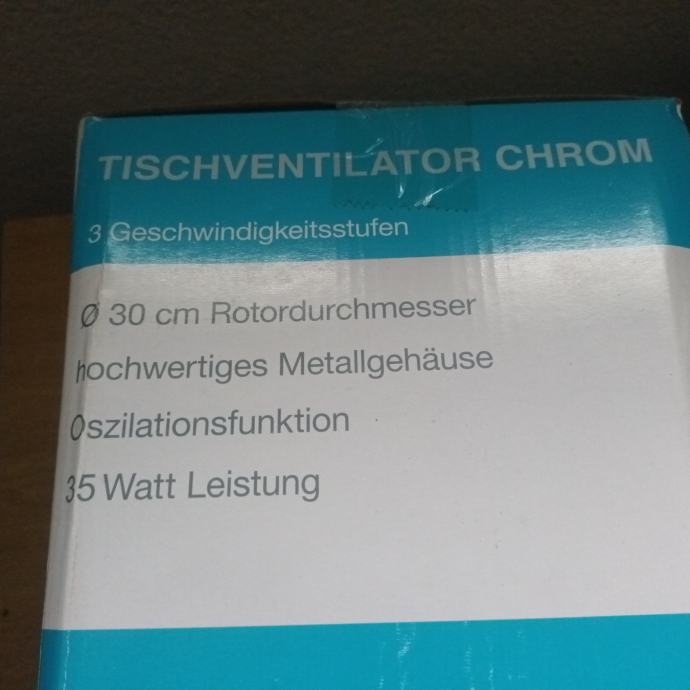 TISCHVENTILATOR CHROM
3 Geschwindigkeitsstufen
Ø 30 cm Rotordurchmesser
hochwertiges Metallgehäuse
Oszilationsfunktion
35 Watt Leistung